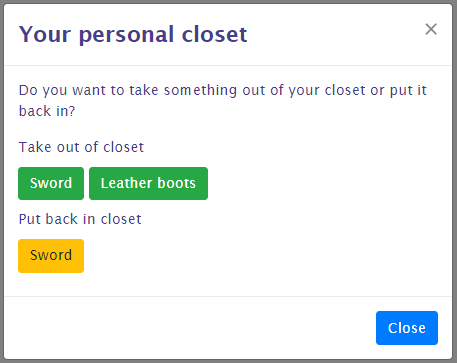 Your personal closet
×
Do you want to take something out of your closet or put it
back in?
Take out of closet
Sword Leather boots
Put back in closet
Sword
Close